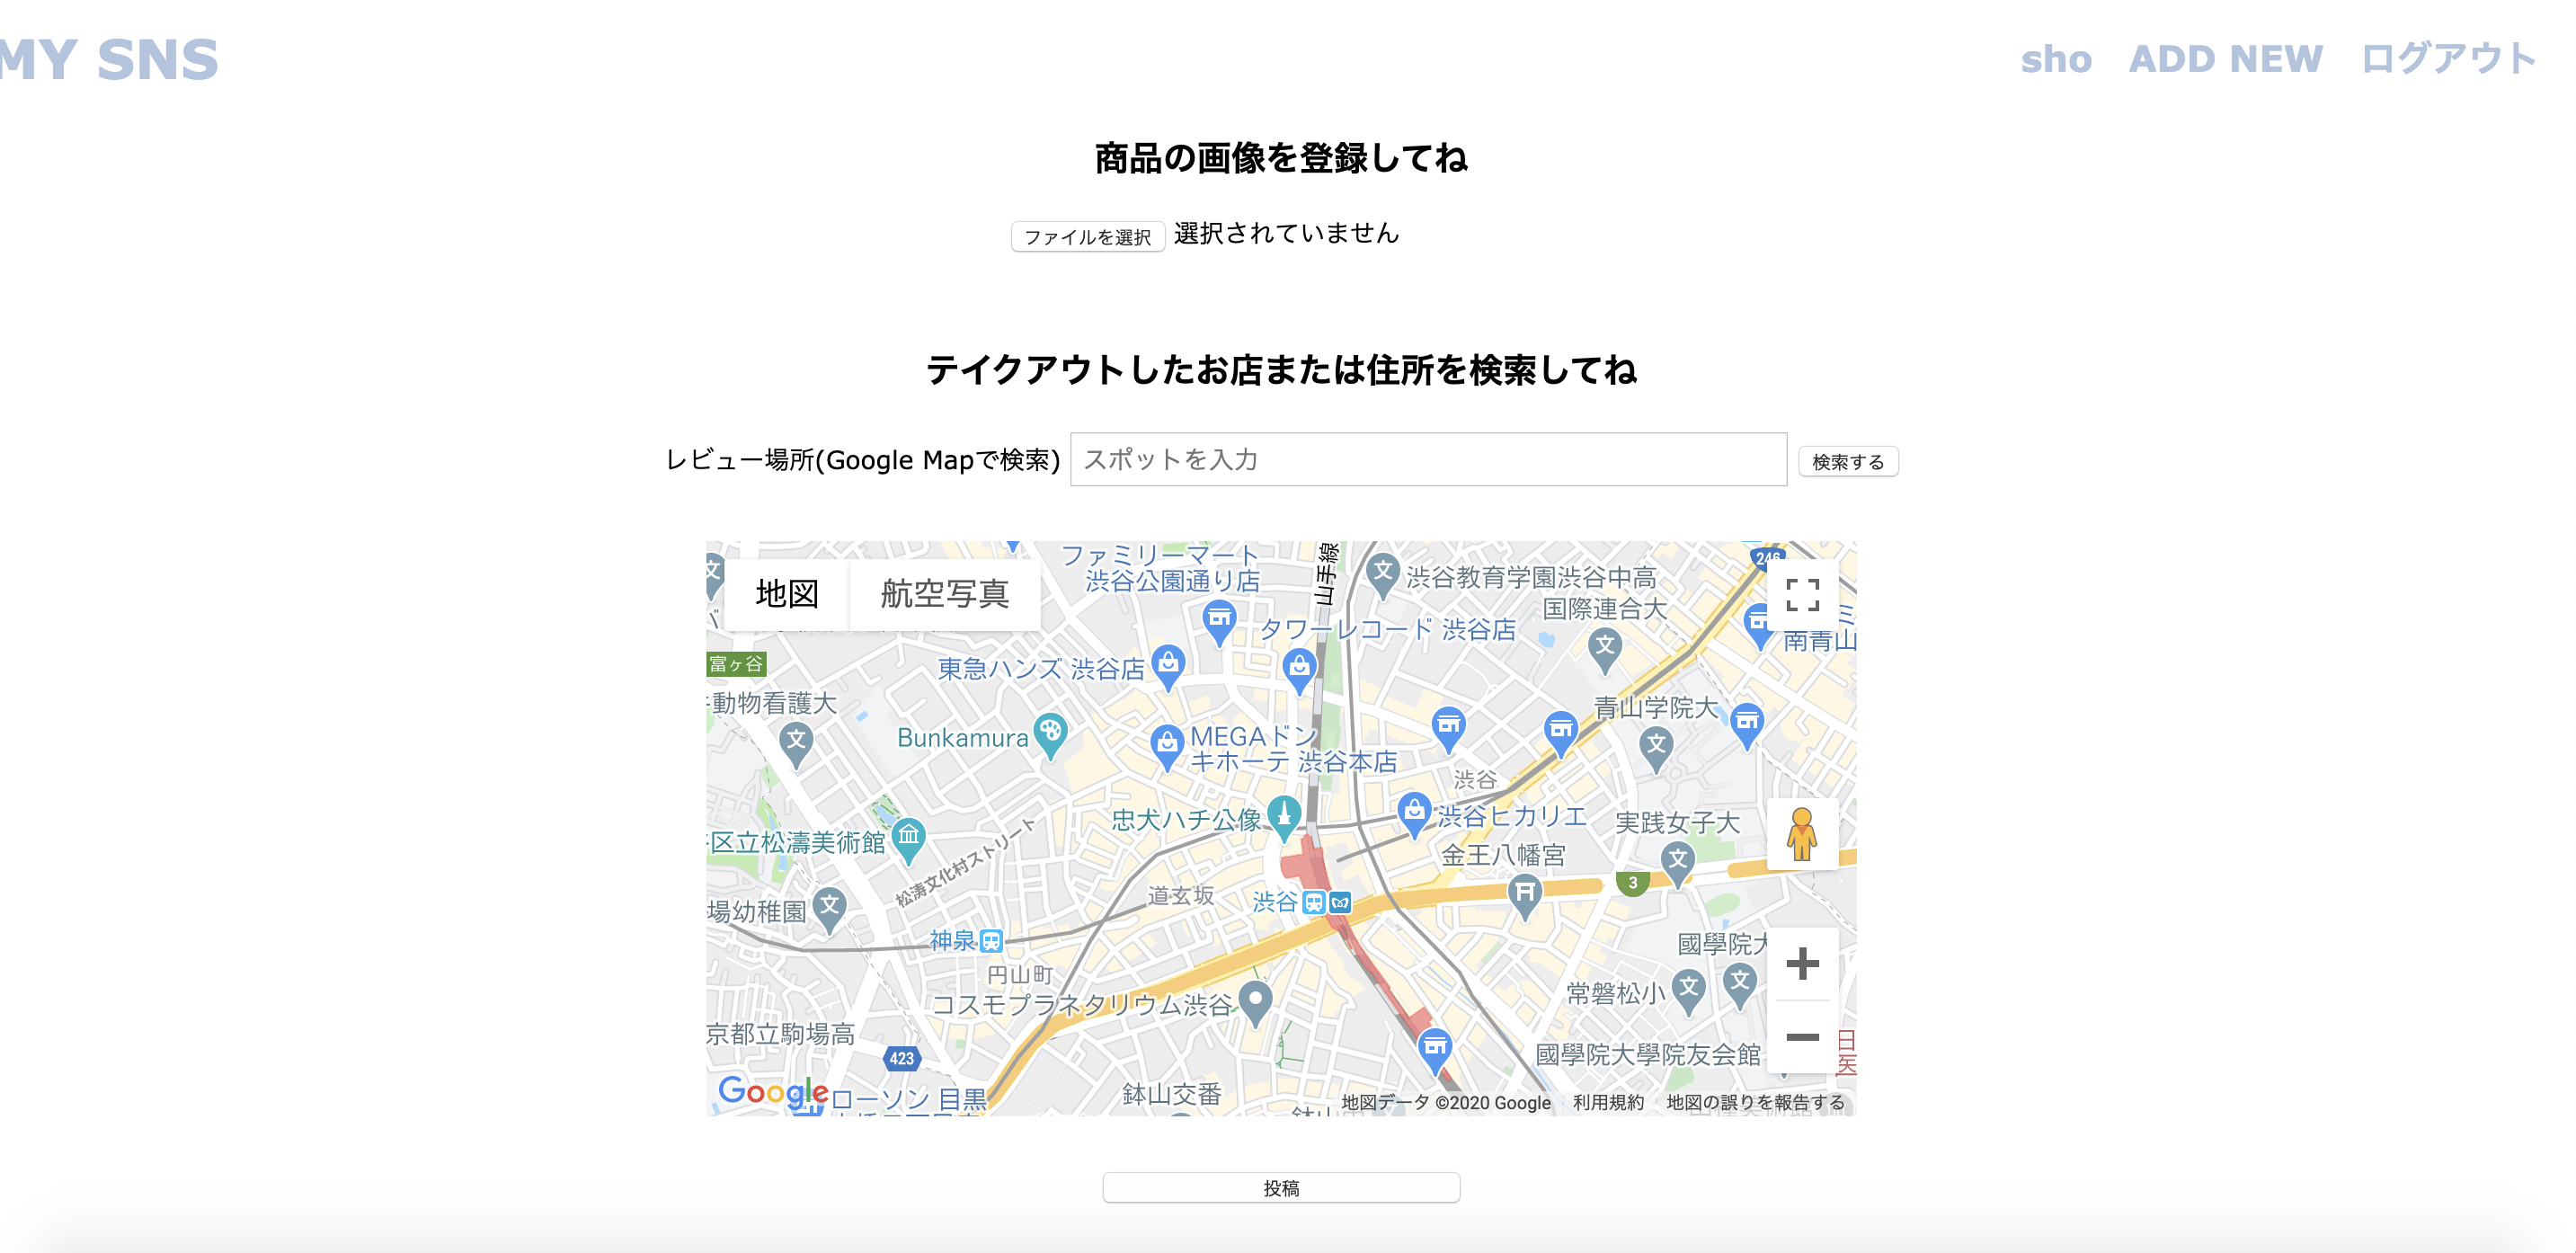 MY SNS
sho ADD NEW ログアウト
商品の画像を登録してね
ファイルを選択 選択されていません
テイクアウトしたお店または住所を検索してね
レビュー場所(Google Mapで検索) スポットを入力 検索する
地図 航空写真
ファミリーマート
渋谷公園通り店
山手線
渋谷教育学園渋谷中高
246
国際連合大
タワーレコード 渋谷店
南青山
富ヶ谷
東急ハンズ 渋谷店
動物看護大
青山学院大
Bunkamura
MEGAドン
キホーテ 渋谷本店
渋谷
忠犬ハチ公像
渋谷ヒカリエ
実践女子大
区立松濤美術館
松涛文化村ストリート
金王八幡宮
3
道玄坂
渋谷
場幼稚園
神泉
國學院大
円山町
常磐松小
コスモプラネタリウム渋谷
京都立駒場高
423
國學院大學院友会館
日
医
Google
ローソン 目黒
鉢山交番
地図データ ©2020 Google 利用規約 地図の誤りを報告する
投稿